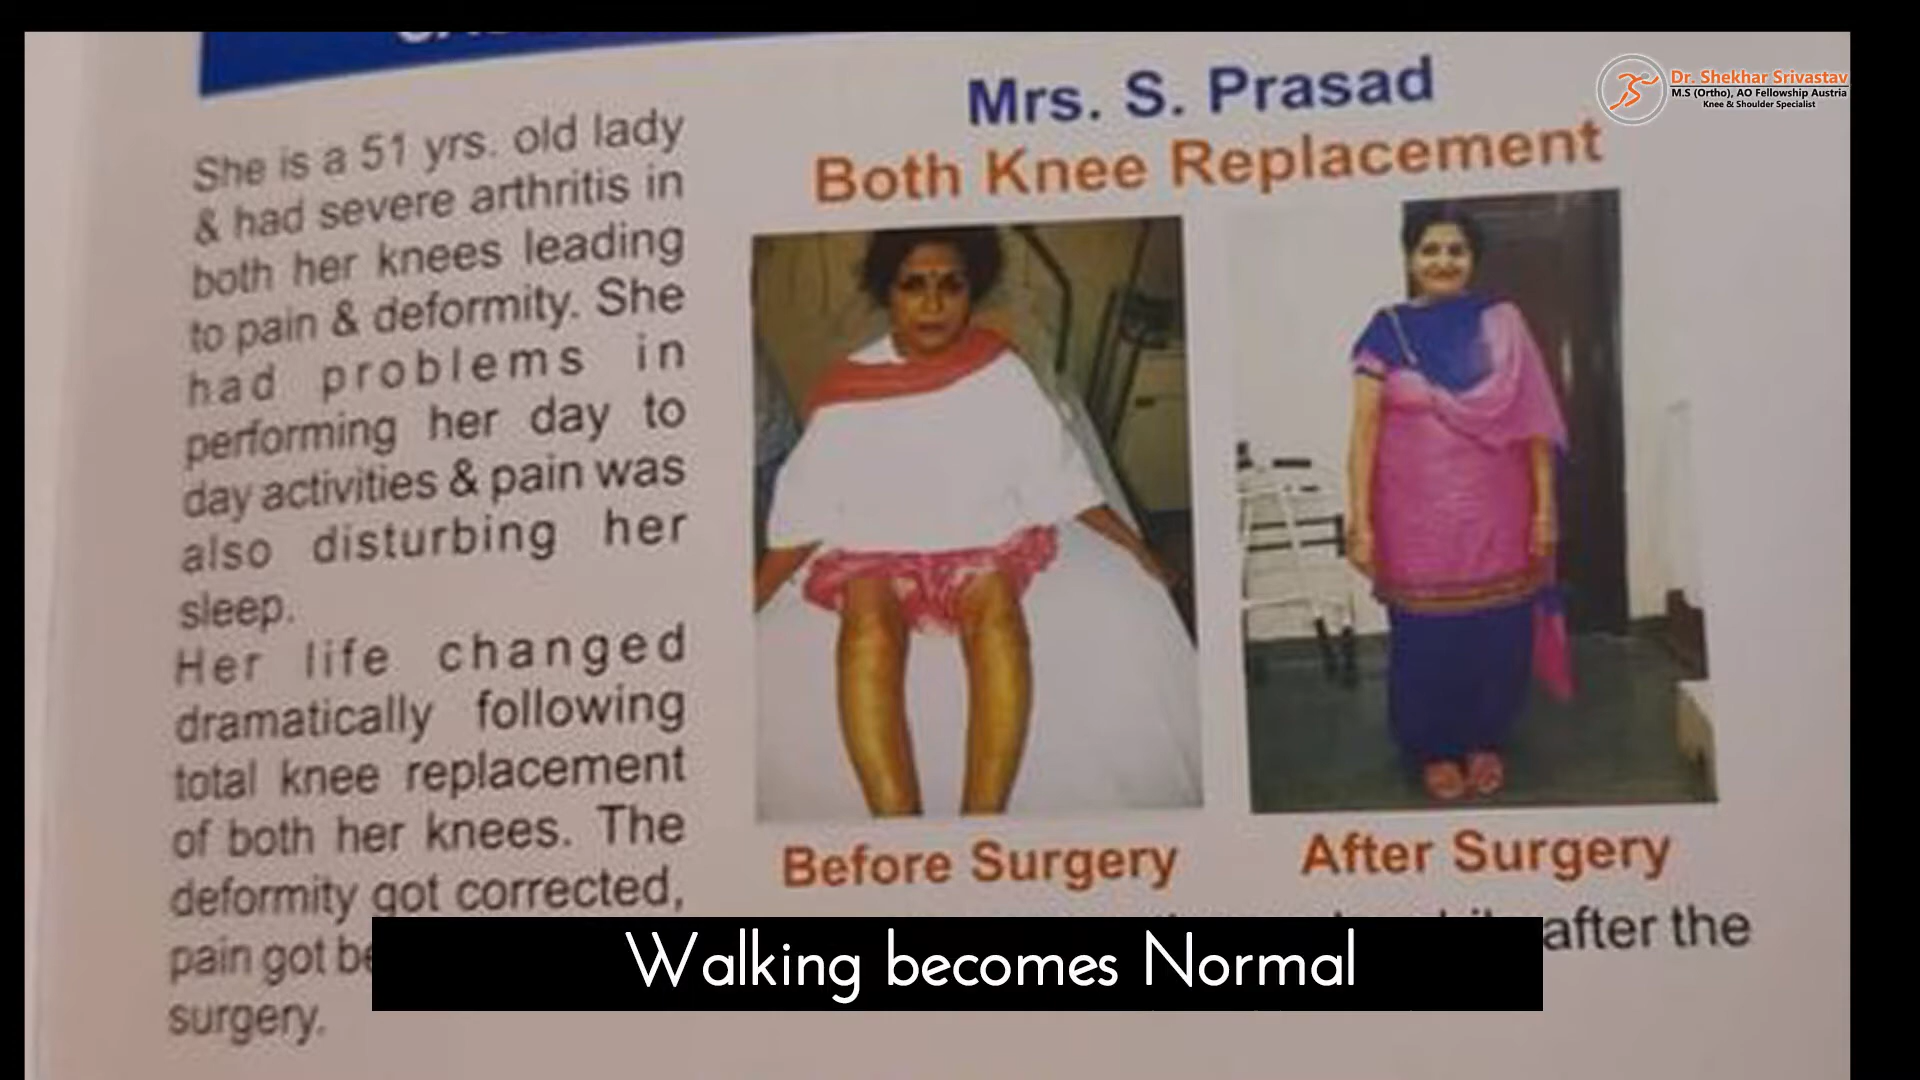 Dr. Shekhar Srivastav
M.S (Ortho), AO Fellowship Austria
Knee & Shoulder Specialist
Mrs. S. Prasad
Both Knee Replacement
She is a 51 yrs. old lady
& had severe arthritis in
both her knees leading
to pain & deformity. She
had problems in
performing her day to
day activities & pain was
also disturbing her
sleep.
Her life changed
dramatically following
total knee replacement
of both her knees. The
deformity got corrected,
pain got
after the
surgery.
Before Surgery
After Surgery
Walking becomes Normal